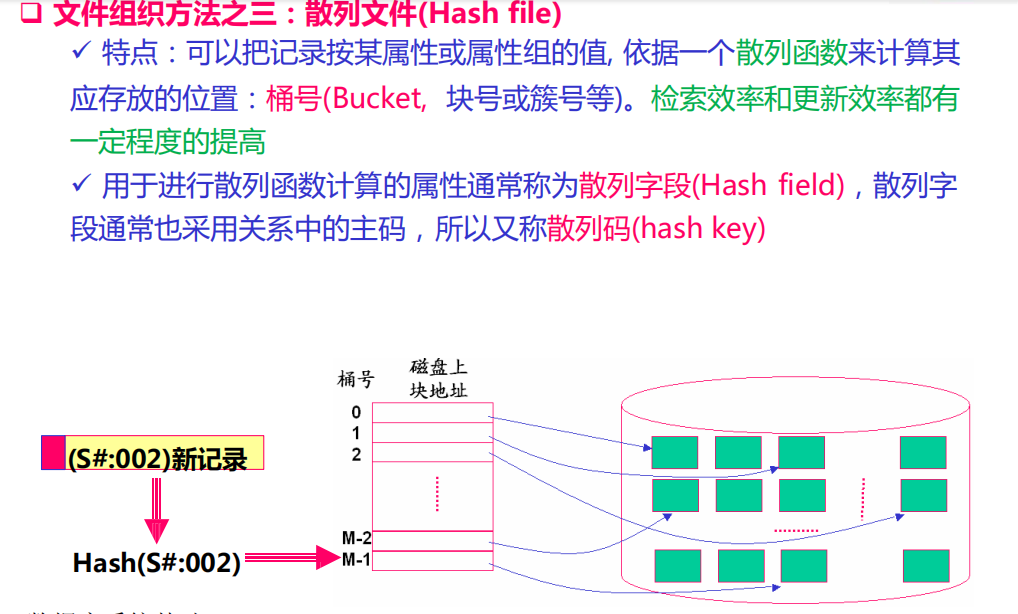 文件组织方法之三：散列文件(Hash file)
✓ 特点：可以把记录按某属性或属性组的值, 依据一个散列函数来计算其
应存放的位置：桶号(Bucket, 块号或簇号等)。检索效率和更新效率都有
一定程度的提高
✓ 用于进行散列函数计算的属性通常称为散列字段(Hash field)，散列字
段通常也采用关系中的主码，所以又称散列码(hash key)
桶号
磁盘上
块地址
0
1
2
(S#:002)新记录
M-2
M-1
Hash(S#:002)